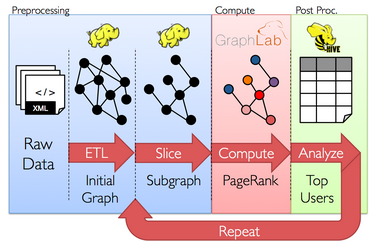 Preprocessing
Compute
Post Proc.
GraphLab
HIVE
</>
XML
Raw
Data
ETL
Slice
Compute
Analyze
Initial
Graph
Subgraph
PageRank
Top
Users
Repeat